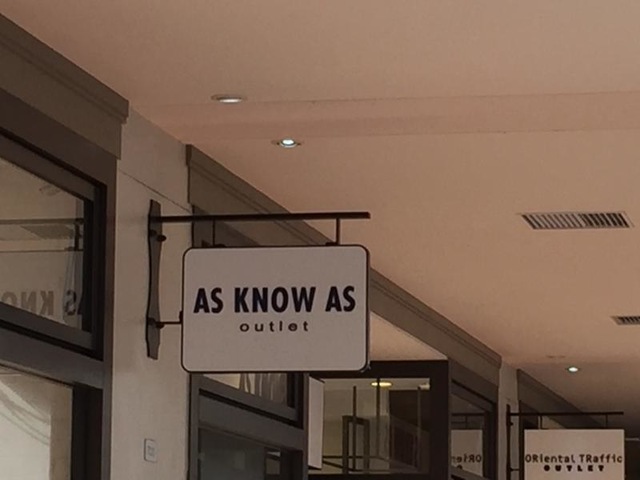 AS KNOW AS
outlet
ORiental TRaffic
OUTLET